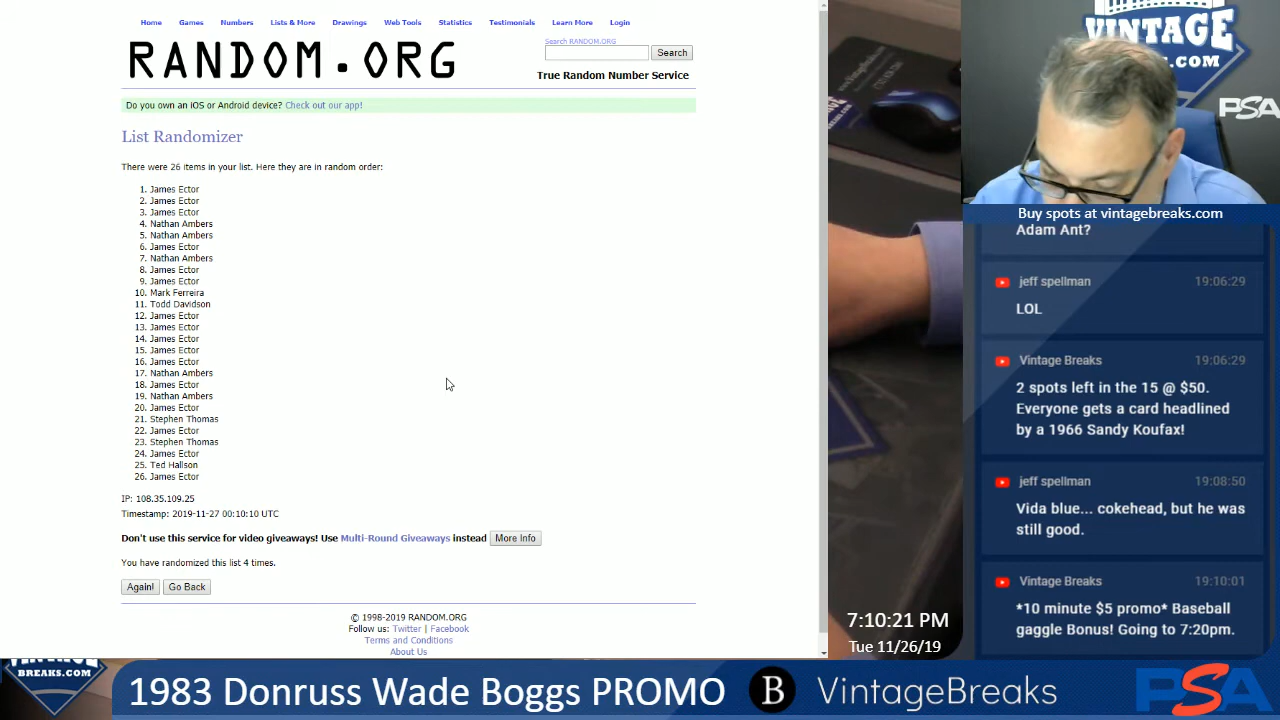 Home Games Numbers Lists & More Drawings Web Tools Statistics Testimonials Learn More Login
RANDOM.ORG
Search RANDOM.ORG
Search
True Random Number Service
Do you own an iOS or Android device? Check out our app!
List Randomizer
There were 26 items in your list. Here they are in random order:
1. James Ector
2. James Ector
3. James Ector
4. Nathan Ambers
5. Nathan Ambers
6. James Ector
7. Nathan Ambers
8. James Ector
9. James Ector
10. Mark Ferreira
11. Todd Davidson
12. James Ector
13. James Ector
14. James Ector
15. James Ector
16. James Ector
17. Nathan Ambers
18. James Ector
19. Nathan Ambers
20. James Ector
21. Stephen Thomas
22. James Ector
23. Stephen Thomas
24. James Ector
25. Ted Hallson
26. James Ector
IP: 108.35.109.25
Timestamp: 2019-11-27 00:10:10 UTC
Don't use this service for video giveaways! Use Multi-Round Giveaways instead More Info
You have randomized this list 4 times.
Again! Go Back
© 1998-2019 RANDOM.ORG
Follow us: Twitter | Facebook
Terms and Conditions
About Us
VINTAGE
PSA
Buy spots at vintagebreaks.com
Adam Ant?
jeff spellman 19:06:29
LOL
Vintage Breaks 19:06:29
2 spots left in the 15 @ $50.
Everyone gets a card headlined
by a 1966 Sandy Koufax!
jeff spellman 19:08:50
Vida blue... cokehead, but he was
still good.
Vintage Breaks 19:10:01
*10 minute $5 promo* Baseball
gaggle Bonus! Going to 7:20pm.
7:10:21 PM
Tue 11/26/19
VINTAGE
BREAKS.COM
1983 Donruss Wade Boggs PROMO
B VintageBreaks
PSA